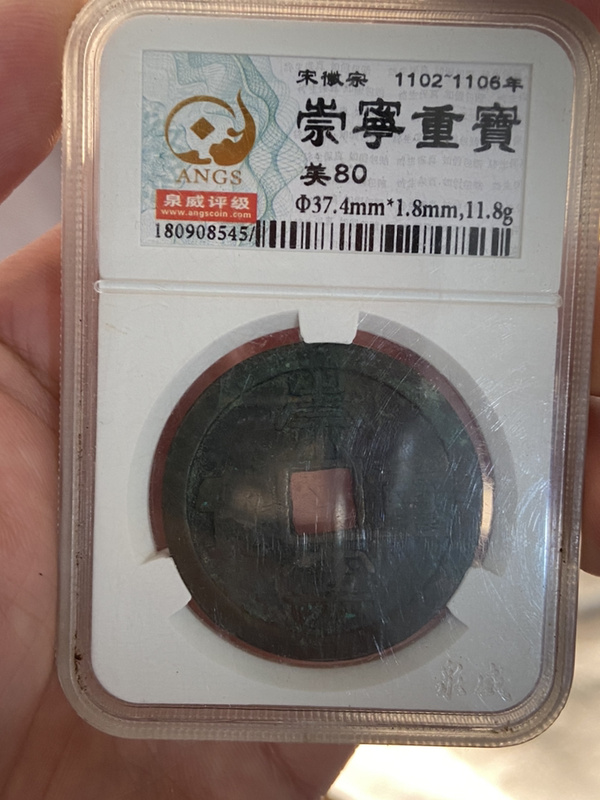 宋徽宗 1102~1106年
崇寧重寶
美80
ANGS
泉威评级
www.angscoin.com
Φ37.4mm*1.8mm,11.8g
180908545/
崇
泉威